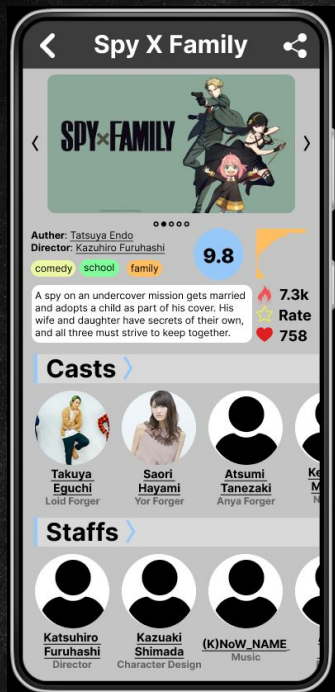 Spy X Family
SPY×FAMILY
Auther: Tatsuya Endo
Director: Kazuhiro Furuhashi
comedy
school
family
9.8
A spy on an undercover mission gets married
and adopts a child as part of his cover. His
wife and daughter have secrets of their own,
and all three must strive to keep together.
7.3k
Rate
758
Casts
Takuya
Eguchi
Loid Forger
Saori
Hayami
Yor Forger
Atsumi
Tanezaki
Anya Forger
Staffs
Katsuhiro
Furuhashi
Director
Kazuaki
Shimada
Character Design
(K)NoW_NAME
Music